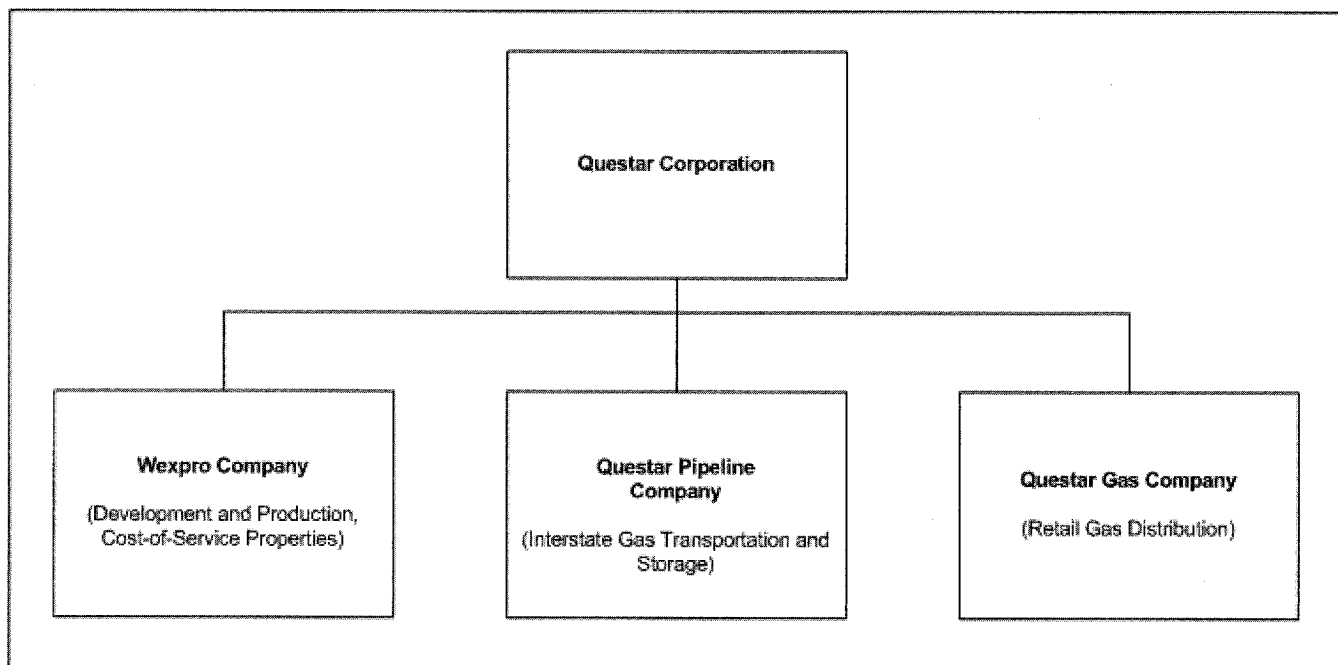 Questar Corporation
Wexpro Company
(Development and Production,
Cost-of-Service Properties)
Questar Pipeline
Company
(Interstate Gas Transportation and
Storage)
Questar Gas Company
(Retail Gas Distribution)